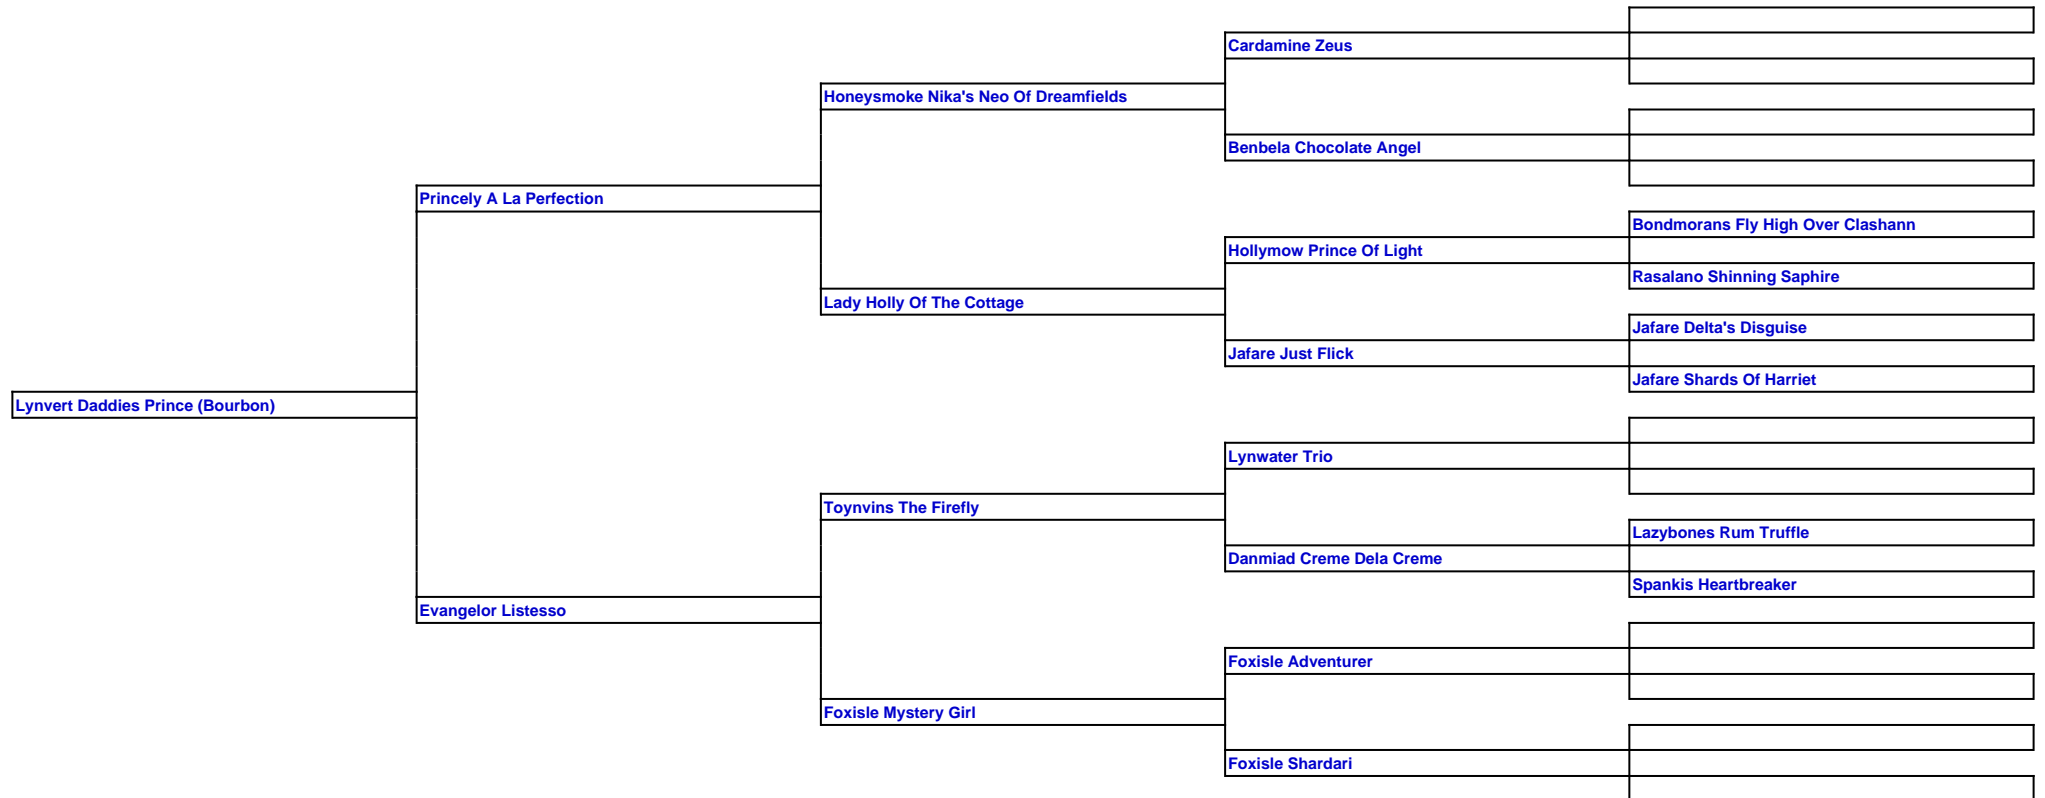 Cardamine Zeus
Honeysmoke Nika's Neo Of Dreamfields
Benbela Chocolate Angel
Princely A La Perfection
Bondmorans Fly High Over Clashann
Hollymow Prince Of Light
Rasalano Shinning Saphire
Lady Holly Of The Cottage
Jafare Delta's Disguise
Jafare Just Flick
Jafare Shards Of Harriet
Lynvert Daddies Prince (Bourbon)
Lynwater Trio
Toynvins The Firefly
Lazybones Rum Truffle
Danmiad Creme Dela Creme
Spankis Heartbreaker
Evangelor Listesso
Foxisle Adventurer
Foxisle Mystery Girl
Foxisle Shardari